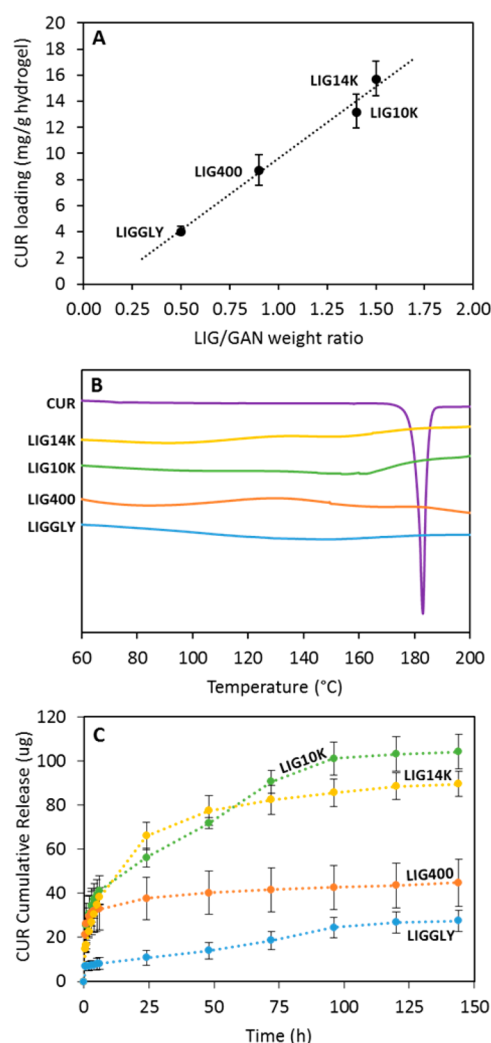 A
CUR loading (mg/g hydrogel)
20
18
16
14
12
10
8
6
4
2
0
LIG14K
LIG10K
LIG400
LIGGLY
0.00 0.25 0.50 0.75 1.00 1.25 1.50 1.75 2.00
LIG/GAN weight ratio
B
CUR
LIG14K
LIG10K
LIG400
LIGGLY
60 80 100 120 140 160 180 200
Temperature (°C)
C
CUR Cumulative Release (ug)
120
100
80
60
40
20
0
LIG10K
LIG14K
LIG400
LIGGLY
0 25 50 75 100 125 150
Time (h)